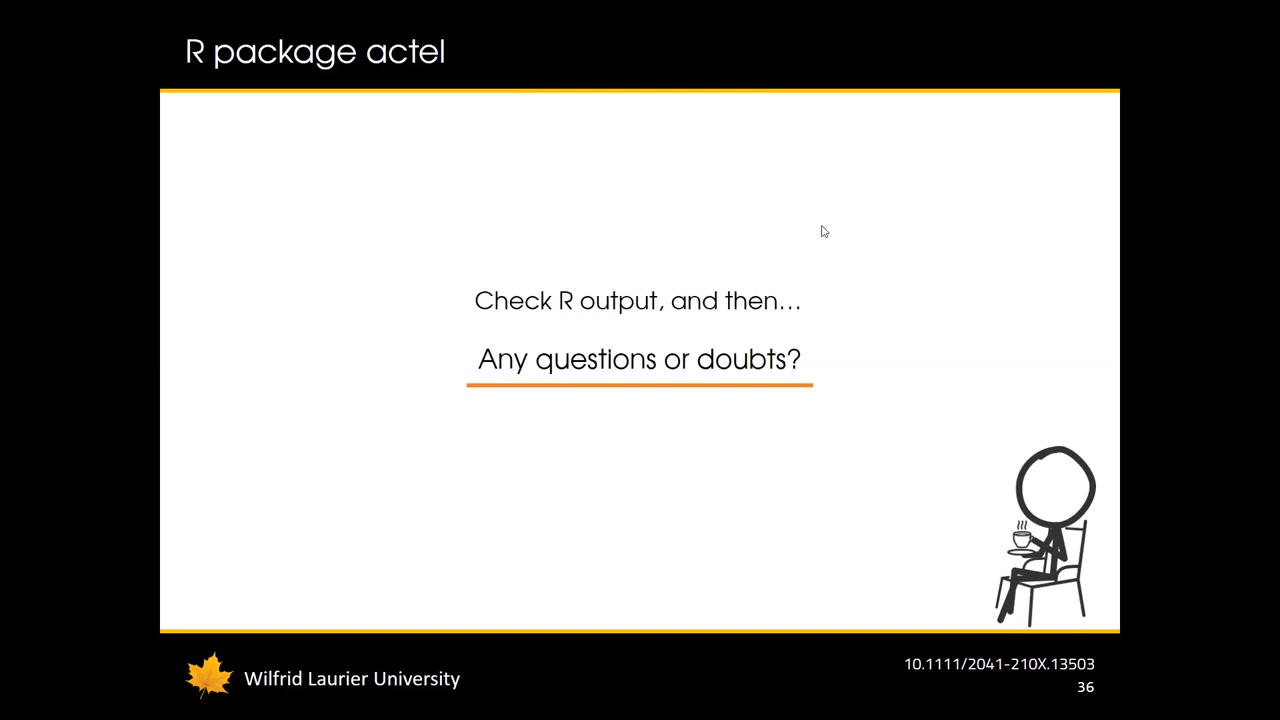 R package actel
Check R output, and then…
Any questions or doubts?
Wilfrid Laurier University
10.1111/2041-210X.13503
36